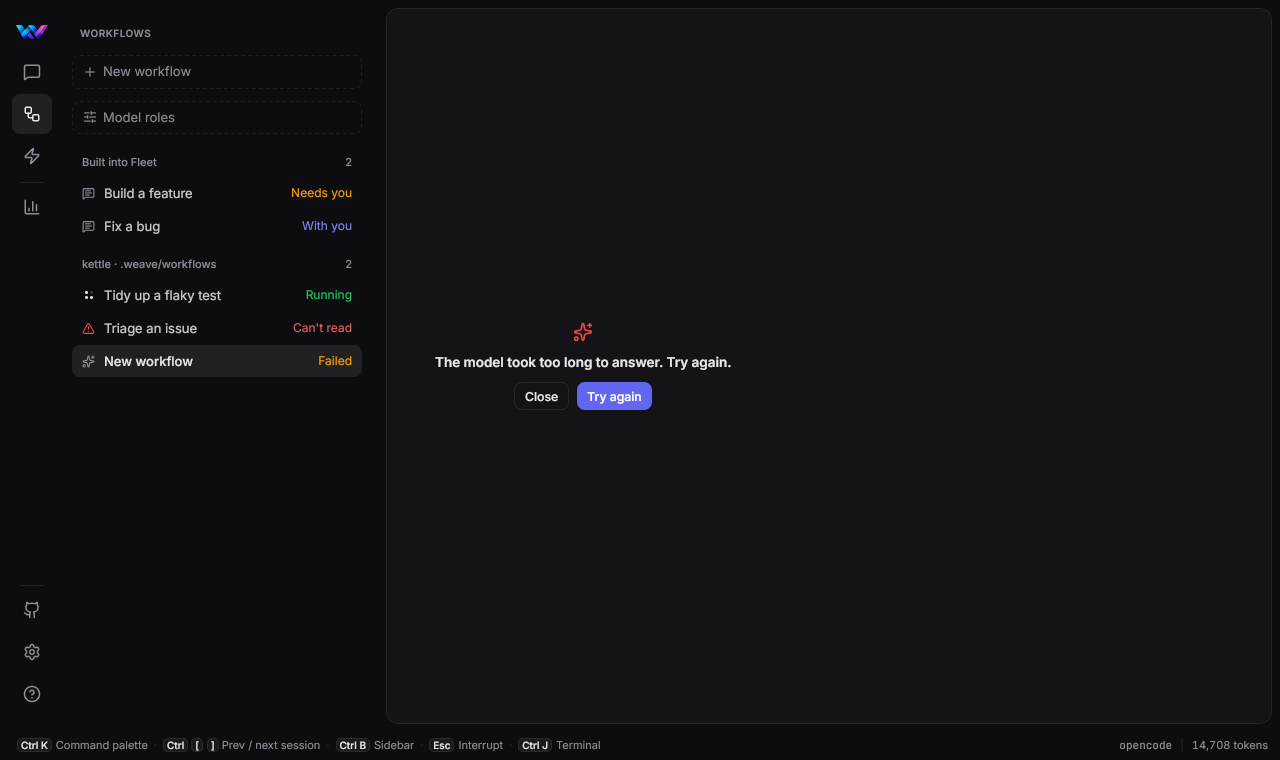 WORKFLOWS
New workflow
Model roles
Built into Fleet 2
Build a feature Needs you
Fix a bug With you
kettle · .weave/workflows 2
Tidy up a flaky test Running
Triage an issue Can't read
New workflow Failed
The model took too long to answer. Try again.
Close Try again
Ctrl K Command palette · Ctrl [ ] Prev / next session · Ctrl B Sidebar · Esc Interrupt · Ctrl J Terminal opencode 14,708 tokens